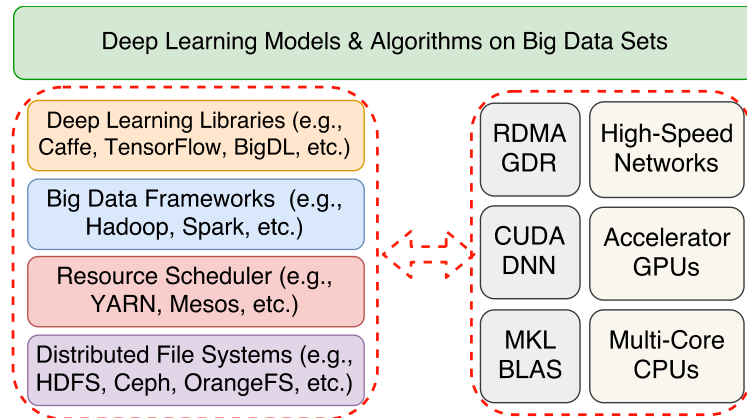 Deep Learning Models & Algorithms on Big Data Sets
Deep Learning Libraries (e.g.,
Caffe, TensorFlow, BigDL, etc.)
Big Data Frameworks (e.g.,
Hadoop, Spark, etc.)
Resource Scheduler (e.g.,
YARN, Mesos, etc.)
Distributed File Systems (e.g.,
HDFS, Ceph, OrangeFS, etc.)
RDMA
GDR
High-Speed
Networks
CUDA
DNN
Accelerator
GPUs
MKL
BLAS
Multi-Core
CPUs